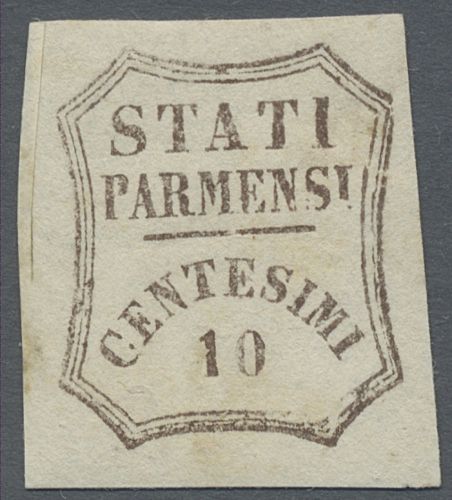 STATI
PARMENSI
CENTESIMI
10